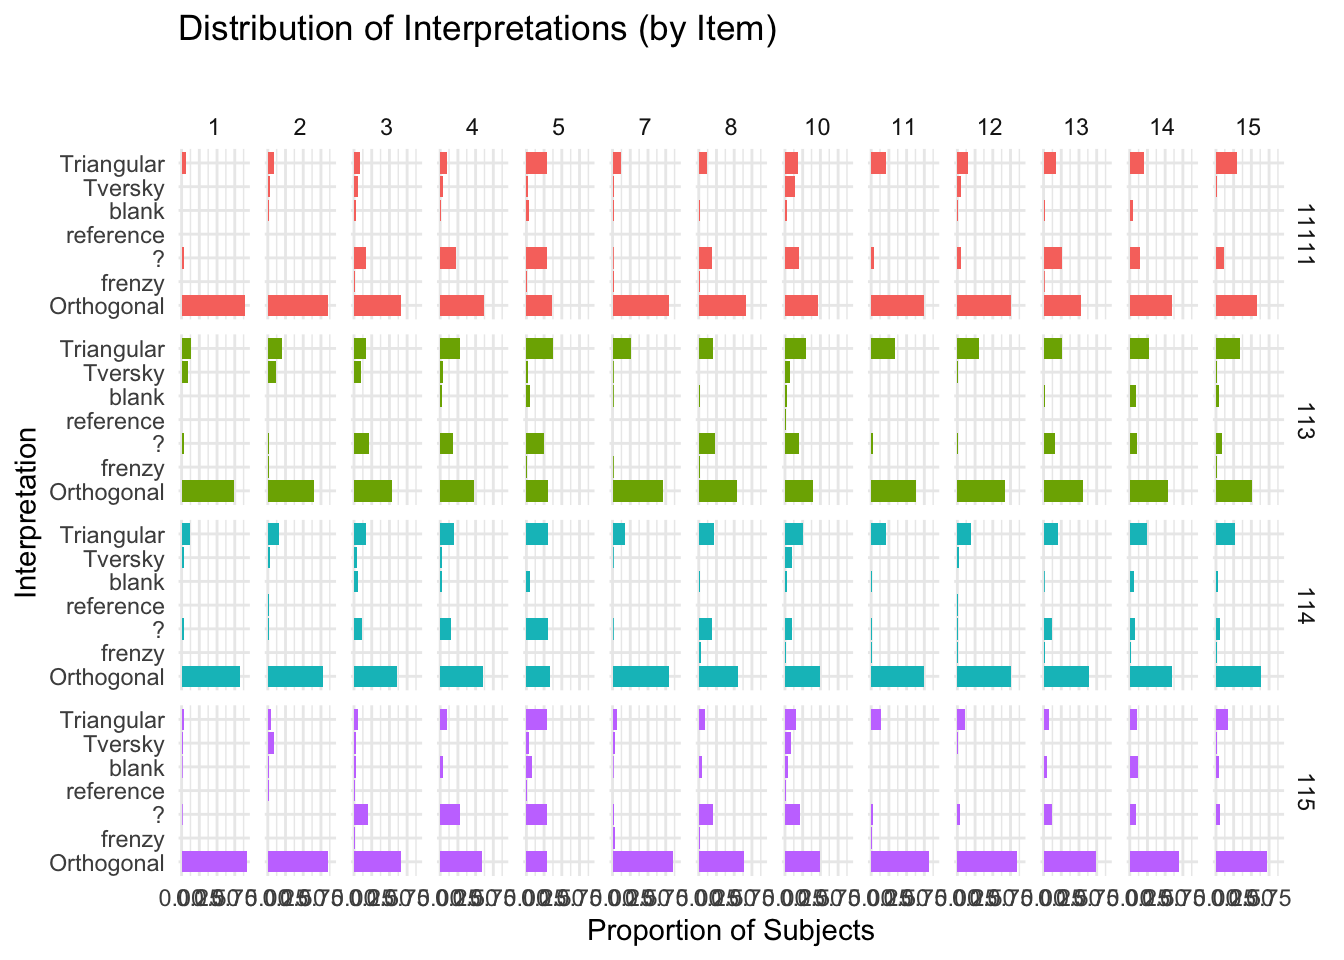 Distribution of Interpretations (by Item)
1 2 3 4 5 7 8 10 11 12 13 14 15
Triangular
Tversky
blank
reference
?
frenzy
Orthogonal
11111
Triangular
Tversky
blank
reference
?
frenzy
Orthogonal
113
Triangular
Tversky
blank
reference
?
frenzy
Orthogonal
114
Triangular
Tversky
blank
reference
?
frenzy
Orthogonal
115
Interpretation
Proportion of Subjects